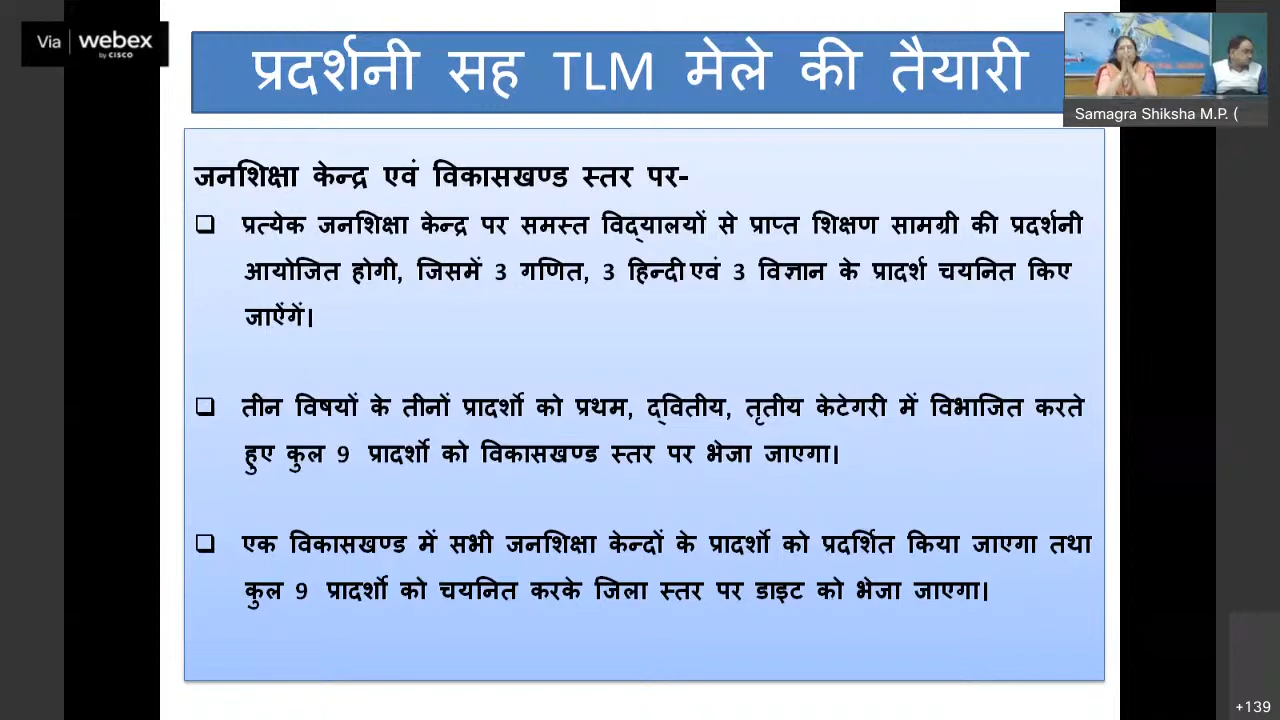 Via webex
by CISCO
प्रदर्शनी सह TLM मेले की तैयारी
Samagra Shiksha M.P. (
जनशिक्षा केन्द्र एवं विकासखण्ड स्तर पर-
प्रत्येक जनशिक्षा केन्द्र पर समस्त विद्यालयों से प्राप्त शिक्षण सामग्री की प्रदर्शनी
आयोजित होगी, जिसमें 3 गणित, 3 हिन्दी एवं 3 विज्ञान के प्रादर्श चयनित किए
जाऐंगें।
तीन विषयों के तीनों प्रादर्शो को प्रथम, द्वितीय, तृतीय केटेगरी में विभाजित करते
हुए कुल 9 प्रादर्शो को विकासखण्ड स्तर पर भेजा जाएगा।
एक विकासखण्ड में सभी जनशिक्षा केन्दों के प्रादर्शो को प्रदर्शित किया जाएगा तथा
कुल 9 प्रादर्शो को चयनित करके जिला स्तर पर डाइट को भेजा जाएगा।
+139